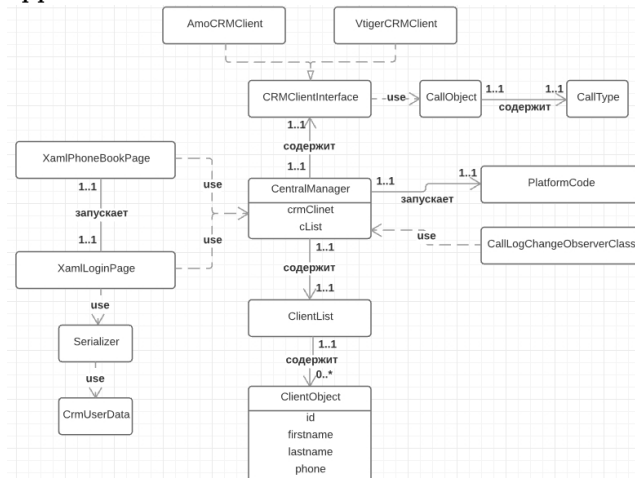 AmoCRMClient
VtigerCRMClient
CRMClientInterface
use
CallObject
1..1
1..1
содержит
CallType
1..1
содержит
1..1
XamlPhoneBookPage
use
CentralManager
crmClinet
cList
1..1
1..1
запускает
PlatformCode
1..1
запускает
1..1
use
use
CallLogChangeObserverClass
XamlLoginPage
1..1
содержит
1..1
use
Serializer
ClientList
use
1..1
содержит
0..*
CrmUserData
ClientObject
id
firstname
lastname
phone